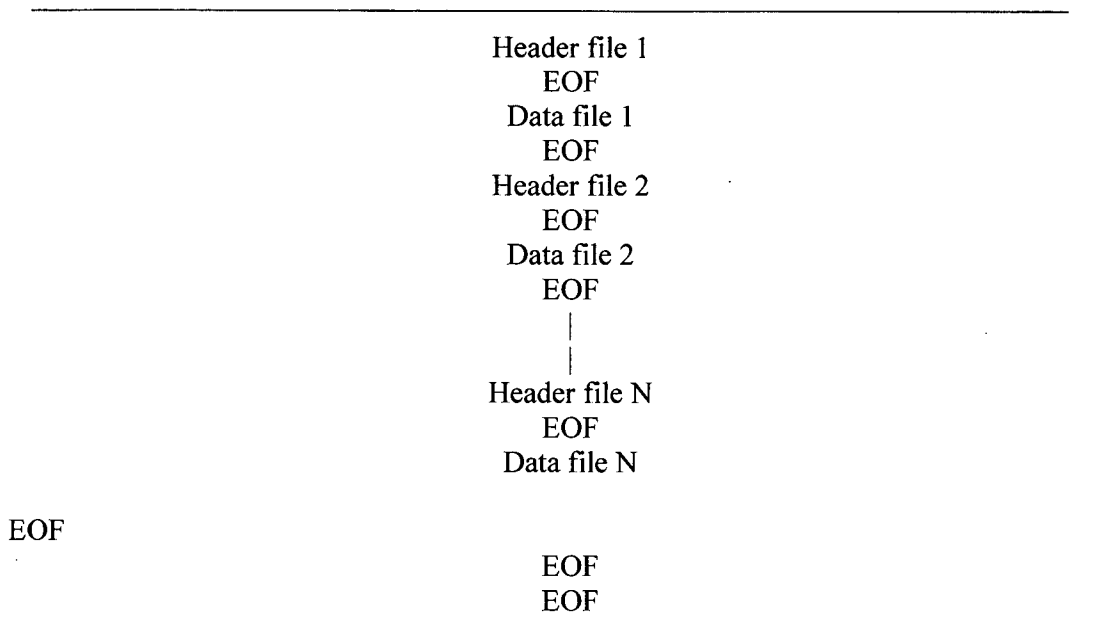 Header file 1
EOF
Data file 1
EOF
Header file 2
EOF
Data file 2
EOF
|
|
Header file N
EOF
Data file N
EOF
EOF
EOF